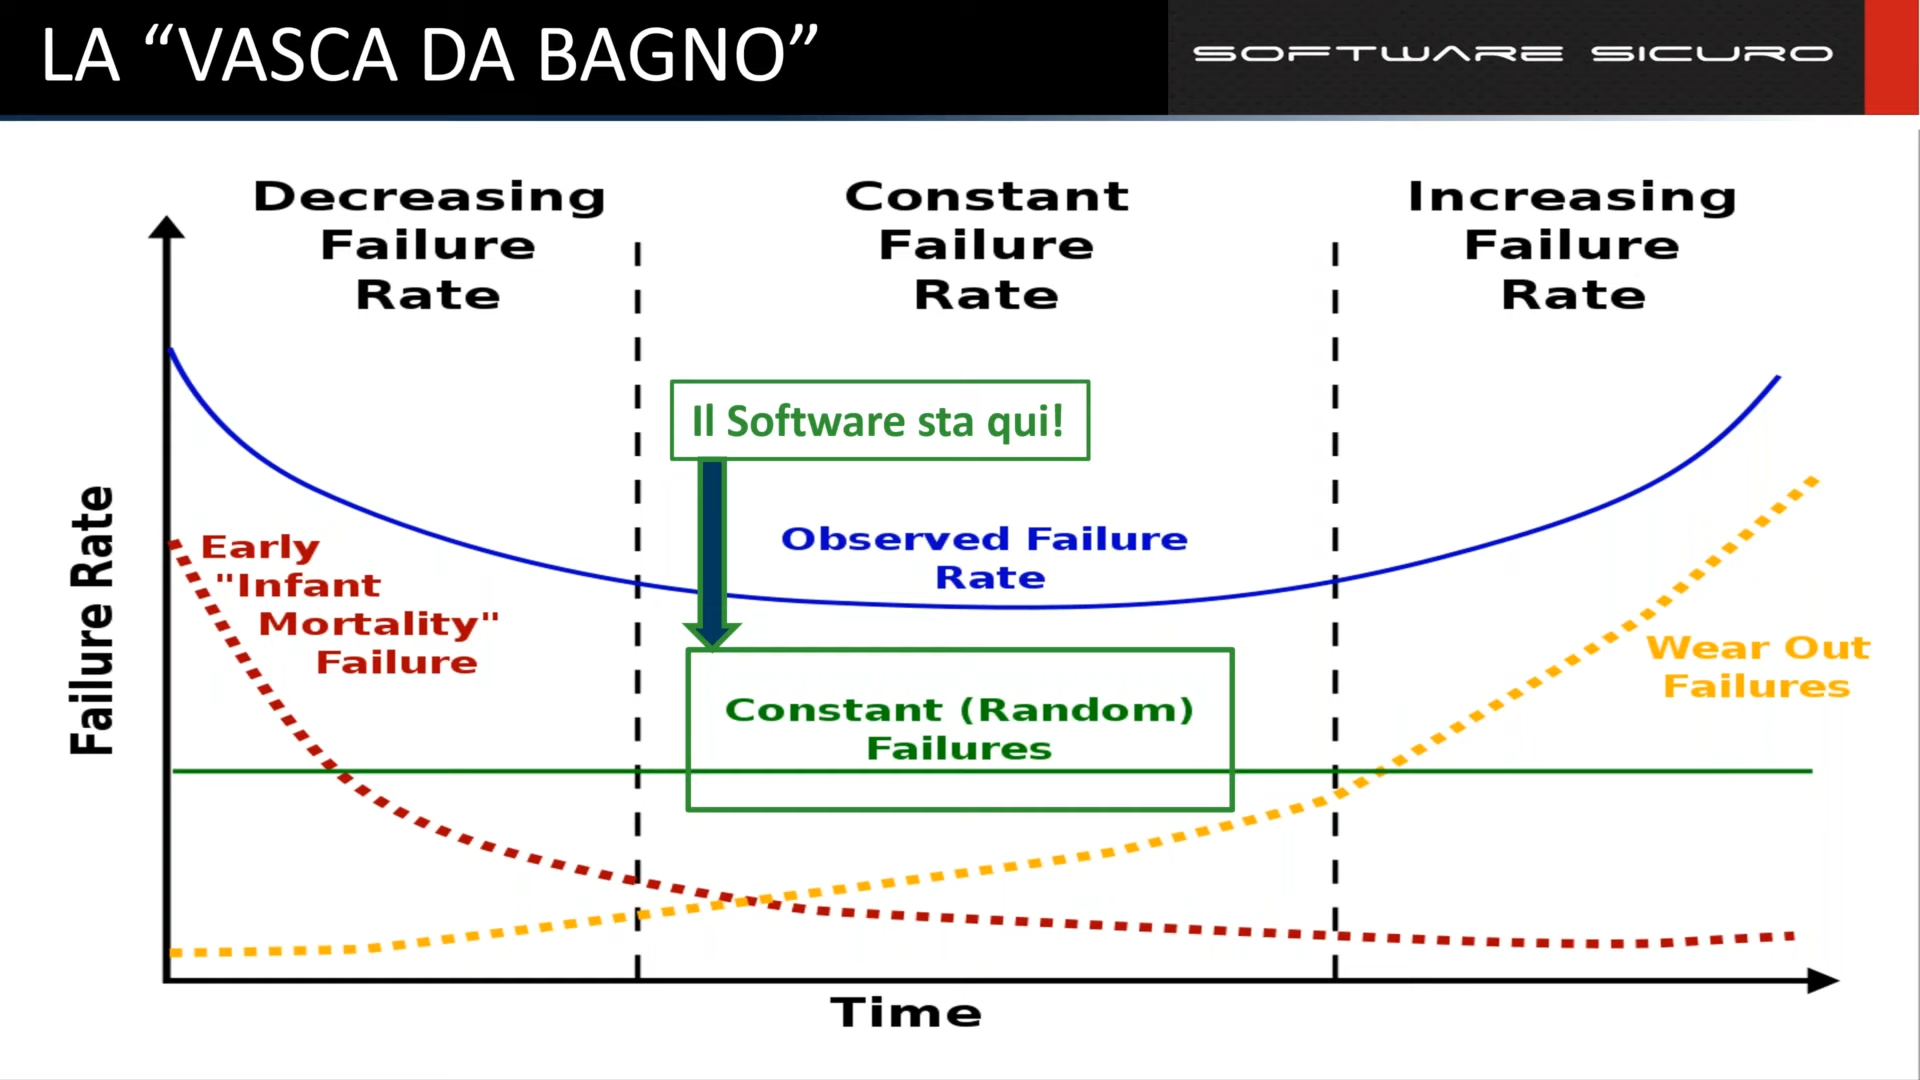 LA “VASCA DA BAGNO”
SOFTWARE SICURO
Decreasing
Failure
Rate
Constant
Failure
Rate
Increasing
Failure
Rate
Il Software sta qui!
Observed Failure
Rate
Early
"Infant
Mortality"
Failure
Failure Rate
Wear Out
Failures
Constant (Random)
Failures
Time